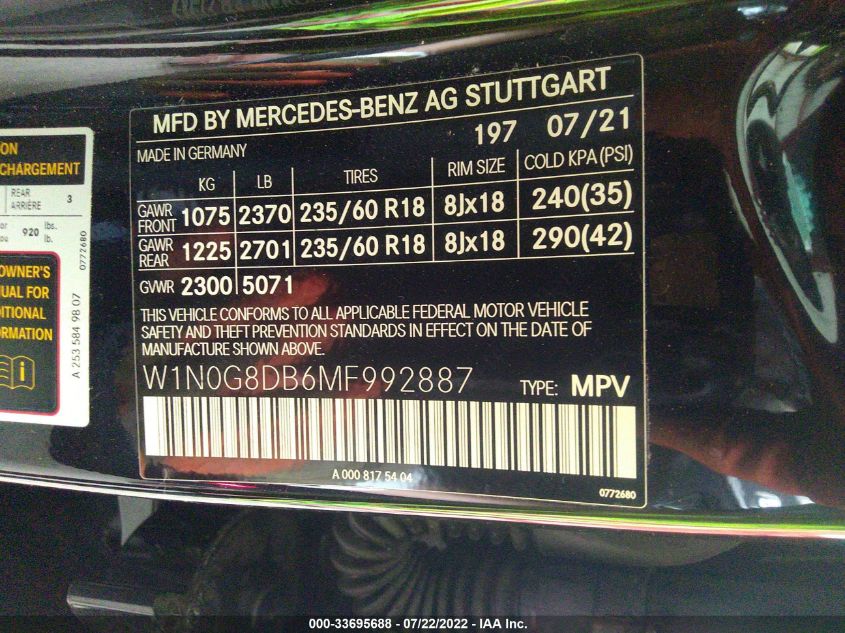 MFD BY MERCEDES-BENZ AG STUTTGART
197 07/21
MADE IN GERMANY
KG LB TIRES RIM SIZE COLD KPA (PSI)
GAWR FRONT 1075 2370 235/60 R18 8Jx18 240(35)
GAWR REAR 1225 2701 235/60 R18 8Jx18 290(42)
GVWR 2300 5071
THIS VEHICLE CONFORMS TO ALL APPLICABLE FEDERAL MOTOR VEHICLE
SAFETY AND THEFT PREVENTION STANDARDS IN EFFECT ON THE DATE OF
MANUFACTURE SHOWN ABOVE.
W1N0G8DB6MF992887 TYPE: MPV
A 000 817 54 04
0772680
CHARGEMENT
REAR
ARRIÈRE 3
920 lbs.
lb.
0772680
OWNER'S
FOR
A 253 584 98 07
000-33695688 / 07/22/2022 - IAA Inc.